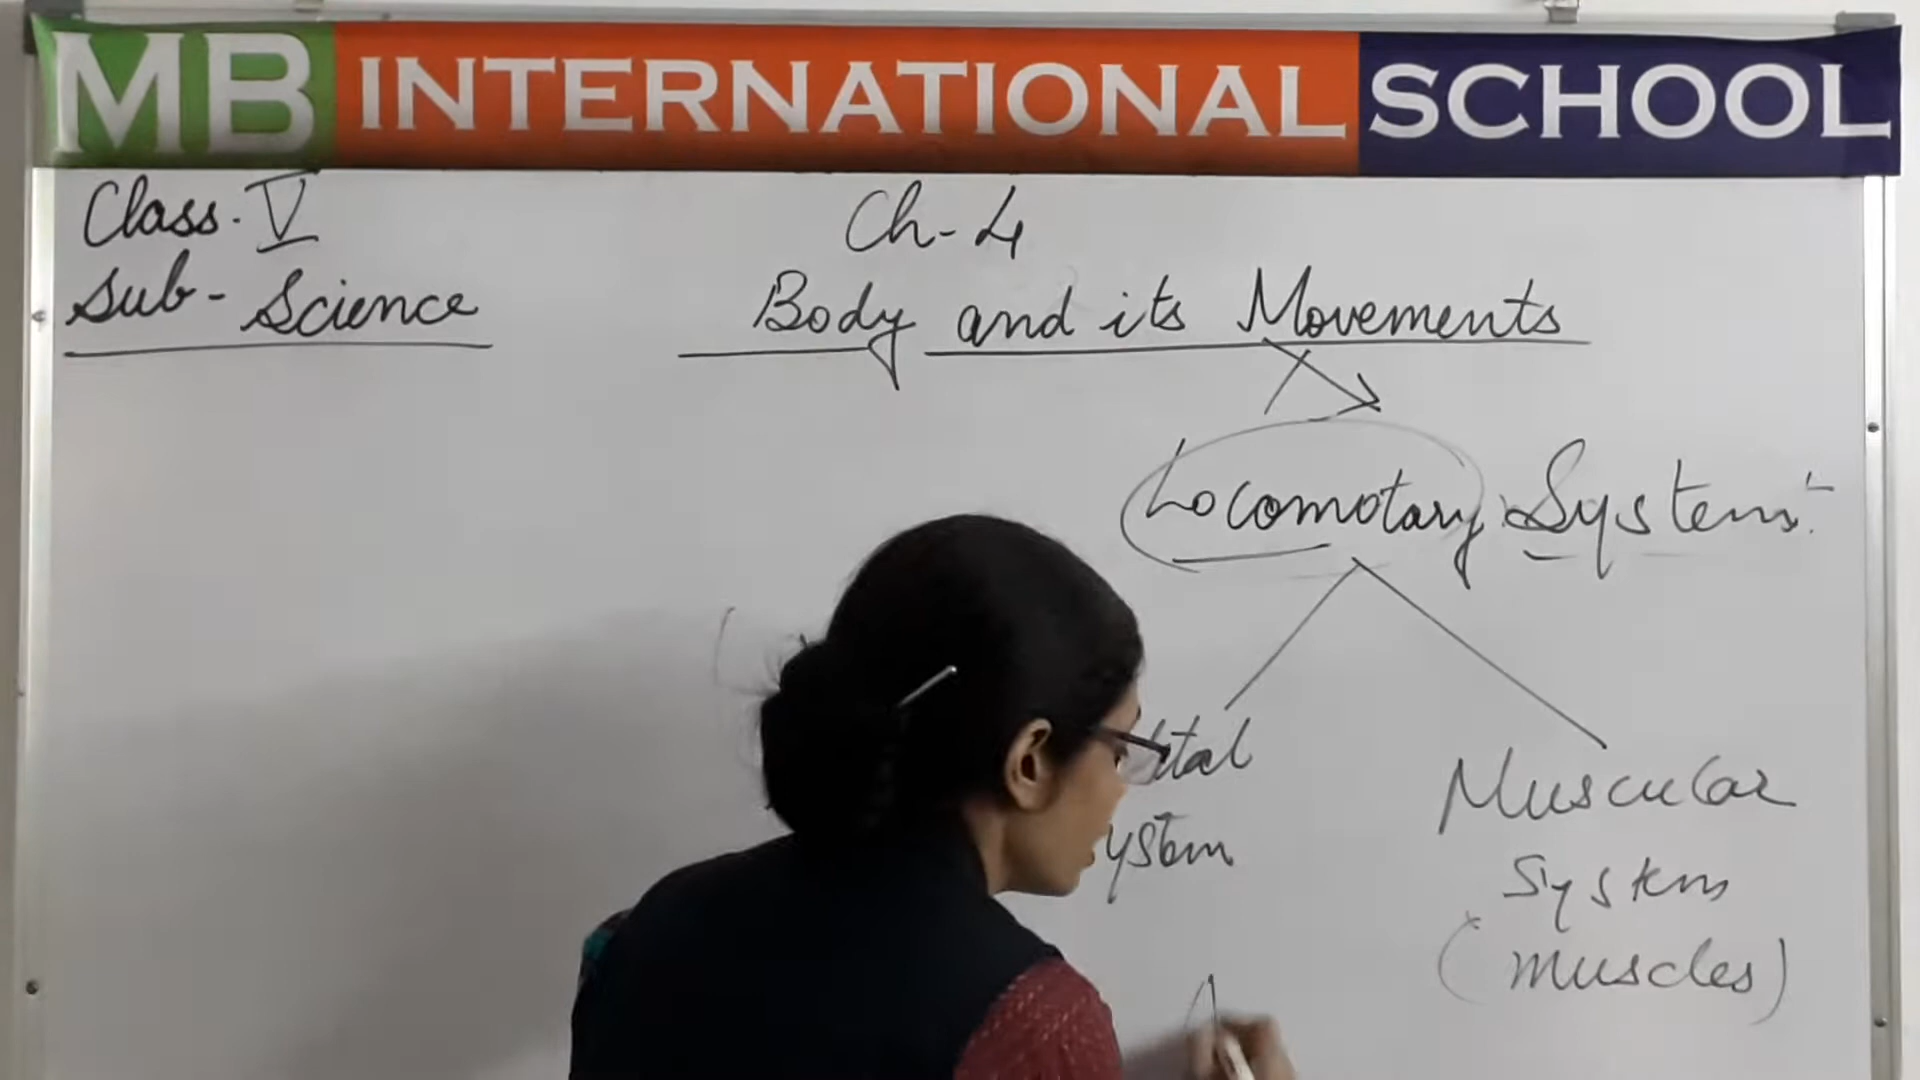 MB INTERNATIONAL SCHOOL
Class. V
Sub- Science
Ch-4
Body and its Movements
Locomotary System:-
Muscular
System
(muscles)